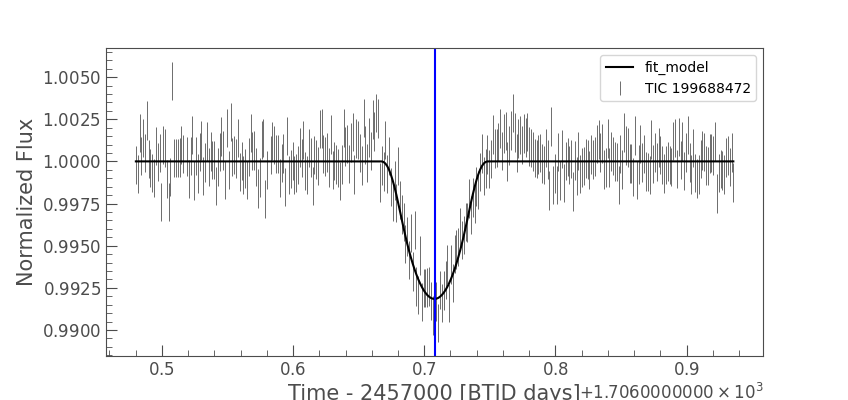 fit_model
TIC 199688472
1.0050
1.0025
1.0000
0.9975
0.9950
0.9925
0.9900
Normalized Flux
0.5 0.6 0.7 0.8 0.9
Time - 2457000 [BTJD days]
+1.7060000000 × 10³